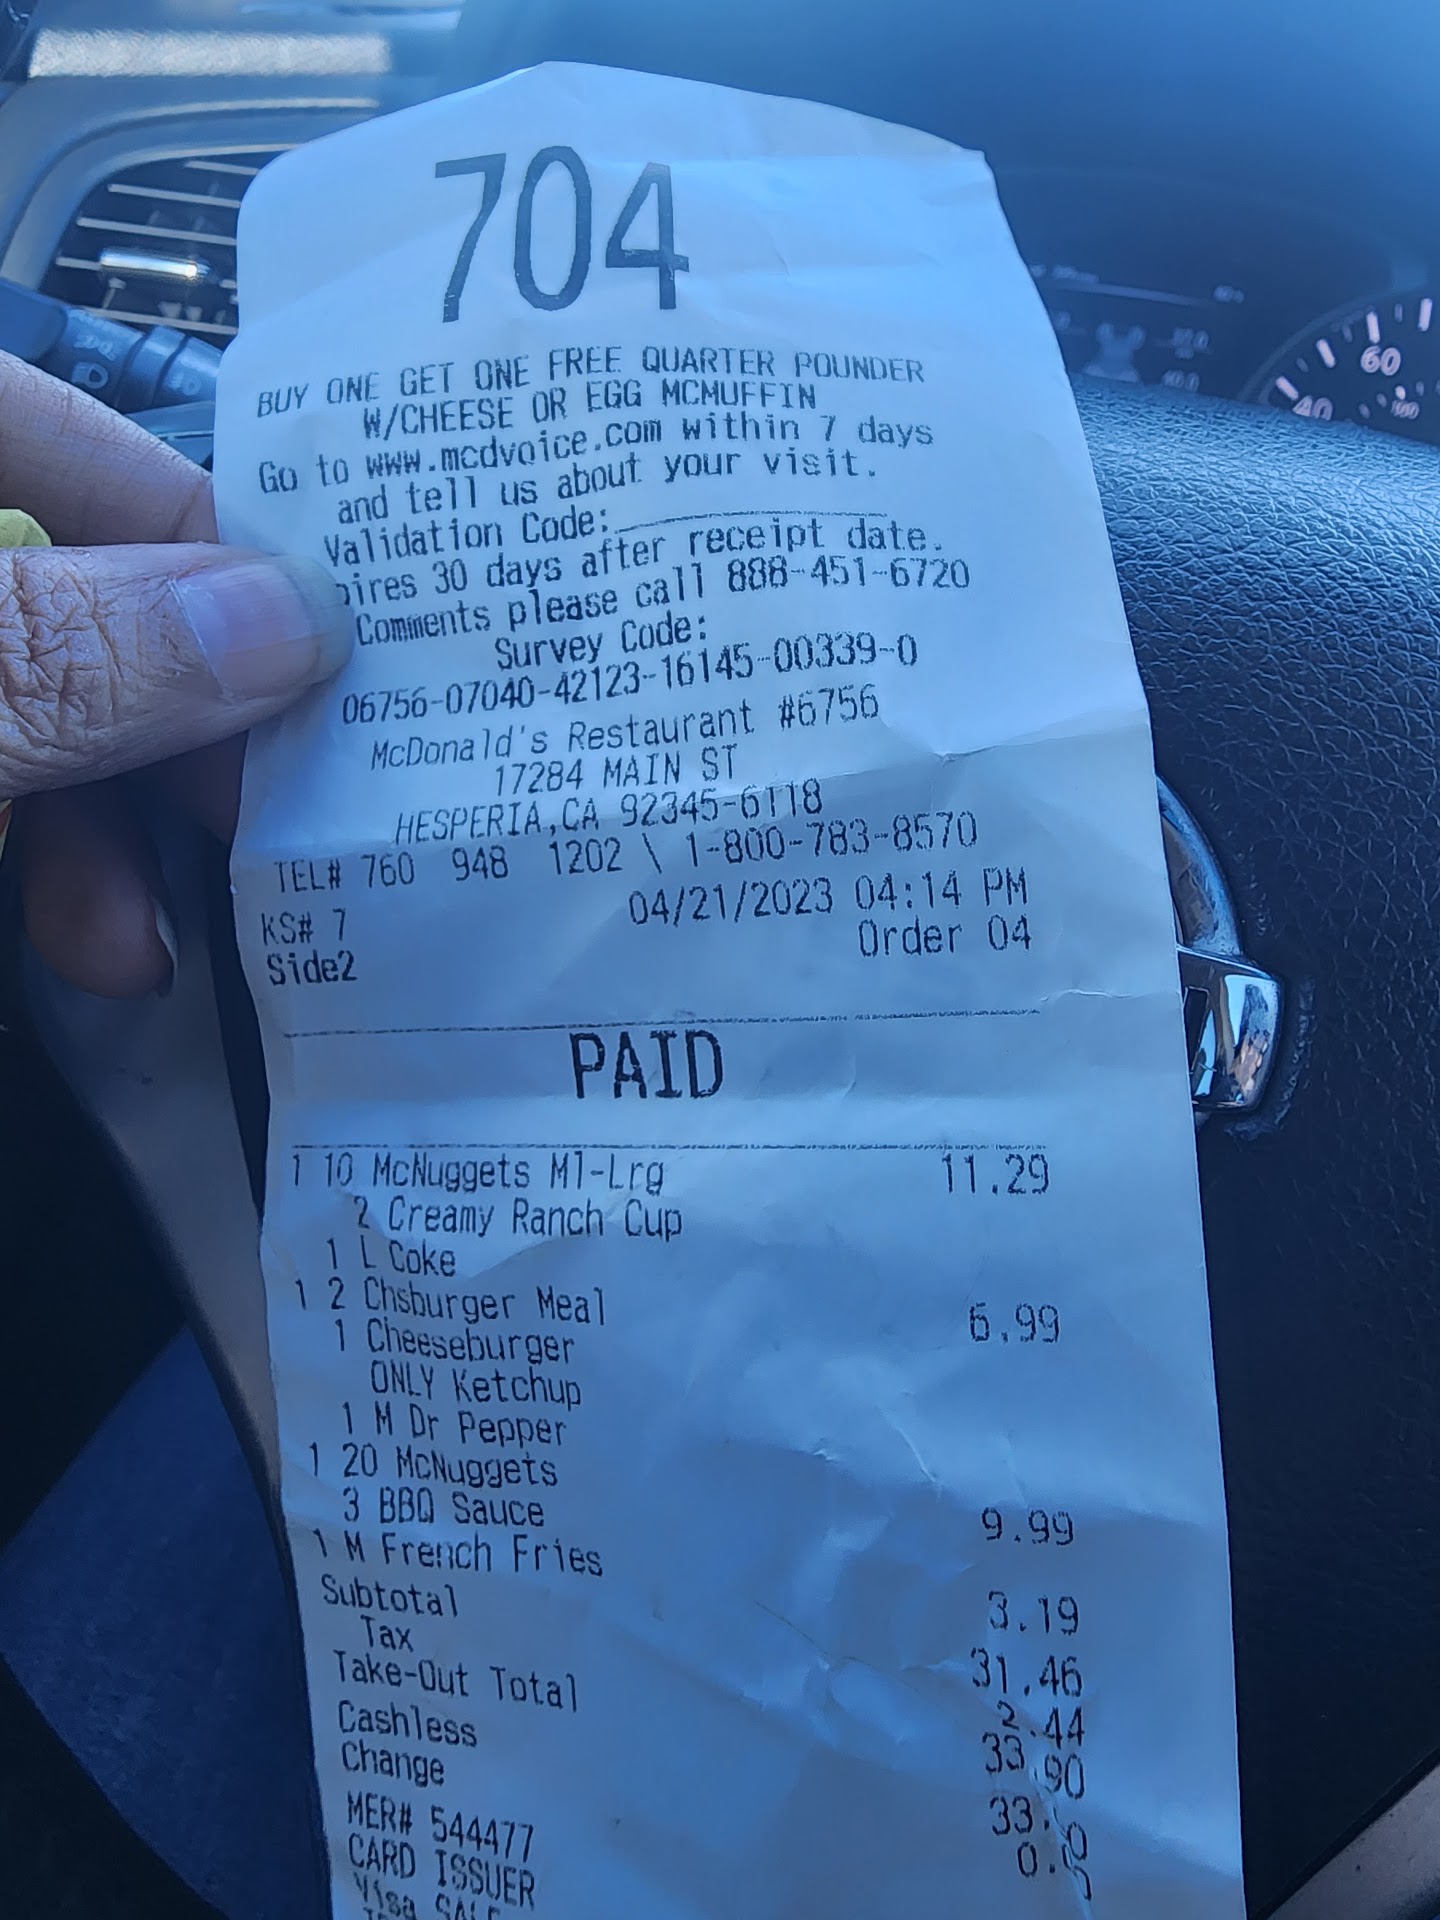 704
BUY ONE GET ONE FREE QUARTER POUNDER
W/CHEESE OR EGG MCMUFFIN
Go to www.mcdvoice.com within 7 days
and tell us about your visit.
Validation Code:
pires 30 days after receipt date.
Comments please call 888-451-6720
Survey Code:
06756-07040-42123-16145-00339-0
McDonald's Restaurant #6756
17284 MAIN ST
HESPERIA,CA 92345-6118
TEL# 760 948 1202 \ 1-800-783-8570
KS# 7 04/21/2023 04:14 PM
Side2 Order 04
PAID
1 10 McNuggets Ml-Lrg 11.29
2 Creamy Ranch Cup
1 L Coke
1 2 Chsburger Meal 6.99
1 Cheeseburger
ONLY Ketchup
1 M Dr Pepper
1 20 McNuggets 9.99
3 BBQ Sauce
1 M French Fries 3.19
Subtotal 31.46
Tax 2.44
Take-Out Total 33.90
Cashless 33.
Change 0.
MER# 544477
CARD ISSUER
Visa SALE
40
60
100